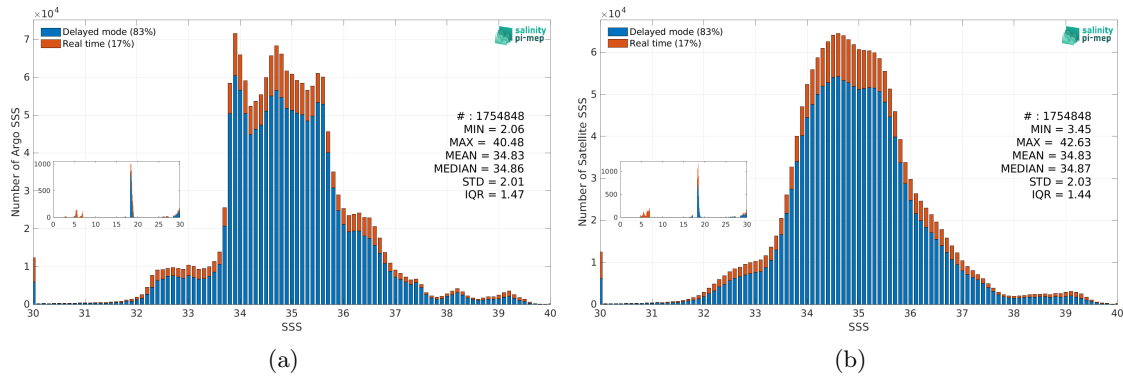 ×10⁴
Delayed mode (83%)
Real time (17%)
salinity
pi-mep
Number of Argo SSS
7
6
5
4
3
2
1
0
# : 1754848
MIN = 2.06
MAX = 40.48
MEAN = 34.83
MEDIAN = 34.86
STD = 2.01
IQR = 1.47
1000
500
0
0 5 10 15 20 25 30
30 31 32 33 34 35 36 37 38 39 40
SSS
(a)
×10⁴
Delayed mode (83%)
Real time (17%)
salinity
pi-mep
Number of Satellite SSS
6
5
4
3
2
1
0
# : 1754848
MIN = 3.45
MAX = 42.63
MEAN = 34.83
MEDIAN = 34.87
STD = 2.03
IQR = 1.44
1000
500
0
0 5 10 15 20 25 30
30 31 32 33 34 35 36 37 38 39 40
SSS
(b)